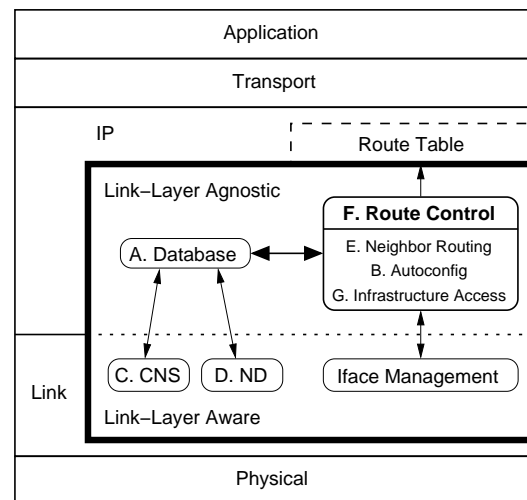 Application
Transport
IP
Route Table
Link−Layer Agnostic
F. Route Control
E. Neighbor Routing
A. Database
B. Autoconfig
G. Infrastructure Access
Link
C. CNS
D. ND
Iface Management
Link−Layer Aware
Physical